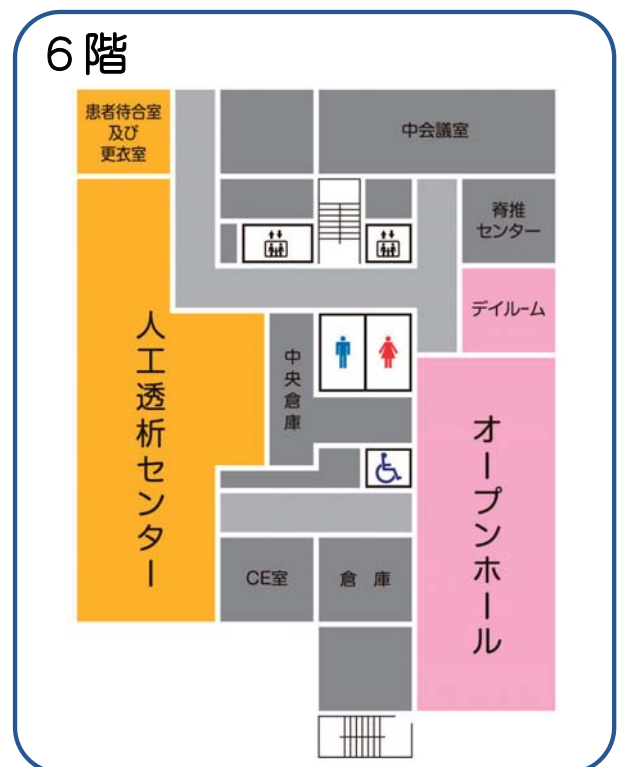 6階
患者待合室
及び
更衣室
中会議室
脊推
センター
デイルーム
人工透析センター
中央倉庫
オープンホール
CE室
倉 庫